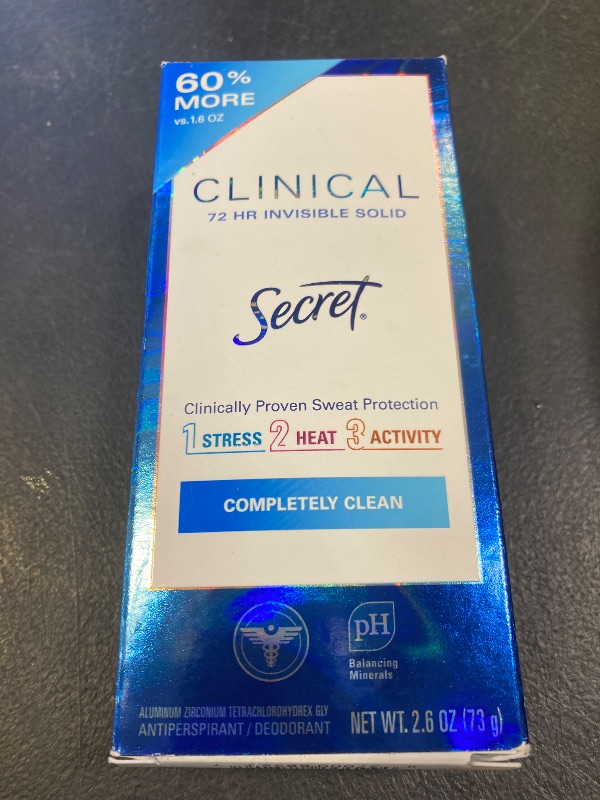 60%
MORE
vs.1.6 OZ
CLINICAL
72 HR INVISIBLE SOLID
Secret®
Clinically Proven Sweat Protection
1 STRESS 2 HEAT 3 ACTIVITY
COMPLETELY CLEAN
pH
Balancing
Minerals
ALUMINUM ZIRCONIUM TETRACHLOROHYDREX GLY
ANTIPERSPIRANT / DEODORANT
NET WT. 2.6 OZ (73 g)